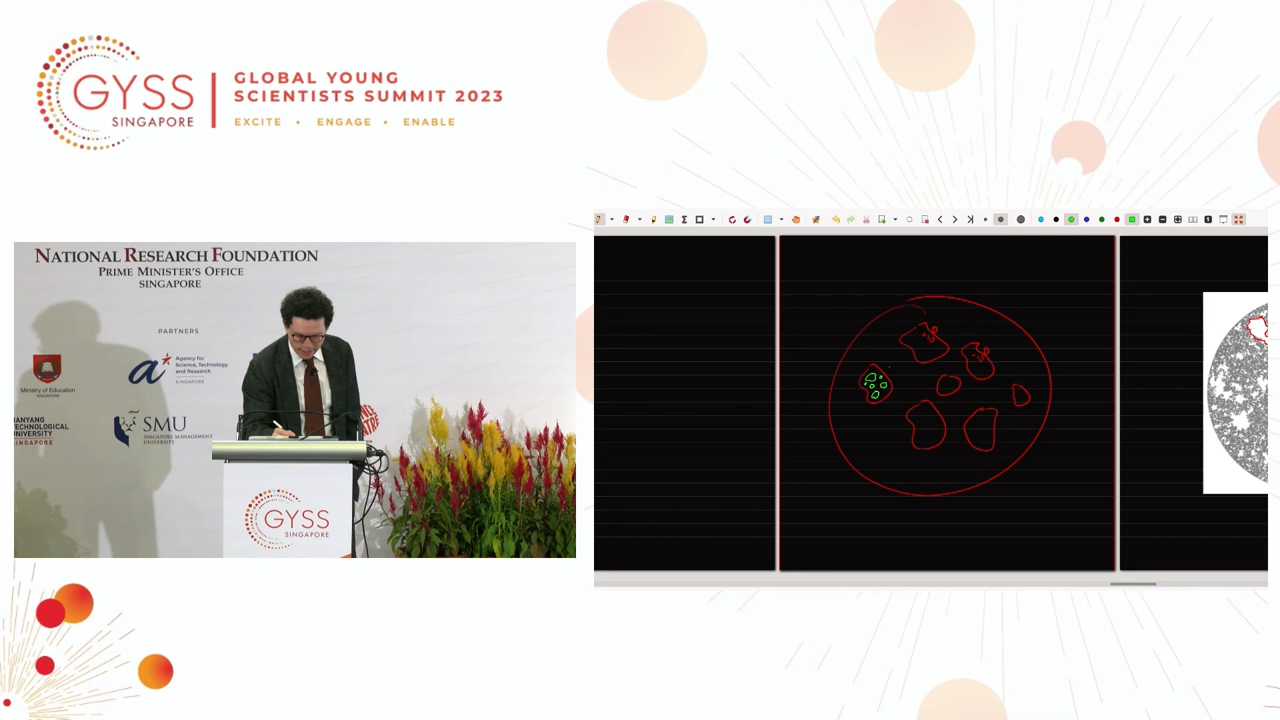 GYSS
SINGAPORE
GLOBAL YOUNG
SCIENTISTS SUMMIT 2023
EXCITE • ENGAGE • ENABLE
NATIONAL RESEARCH FOUNDATION
PRIME MINISTER'S OFFICE
SINGAPORE
PARTNERS
Ministry of Education
SINGAPORE
Agency for
Science, Technology
and Research
SINGAPORE
ANYANG
TECHNOLOGICAL
UNIVERSITY
SINGAPORE
SMU
SINGAPORE MANAGEMENT
UNIVERSITY
GYSS
SINGAPORE